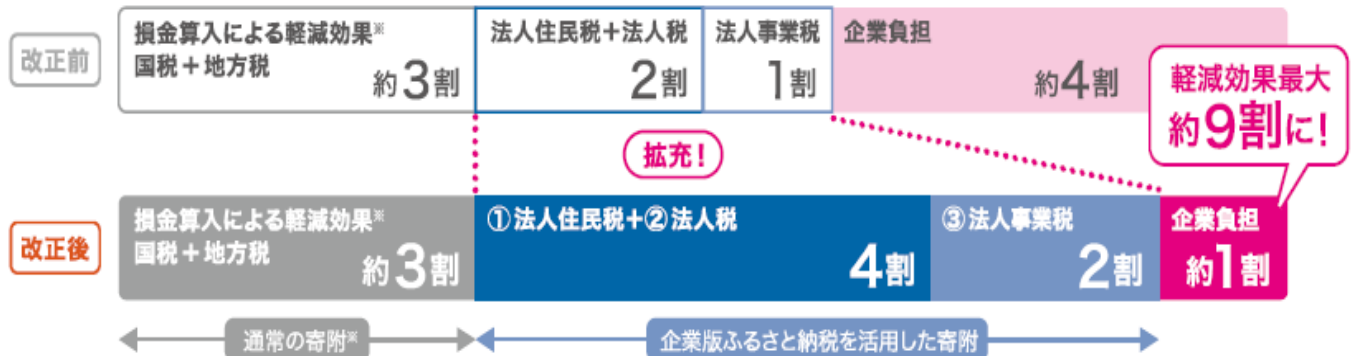 改正前
損金算入による軽減効果※
国税＋地方税
約3割
法人住民税＋法人税
2割
法人事業税
1割
企業負担
約4割
軽減効果最大
約9割に！
拡充！
改正後
損金算入による軽減効果※
国税＋地方税
約3割
①法人住民税＋②法人税
4割
③法人事業税
2割
企業負担
約1割
通常の寄附※
企業版ふるさと納税を活用した寄附